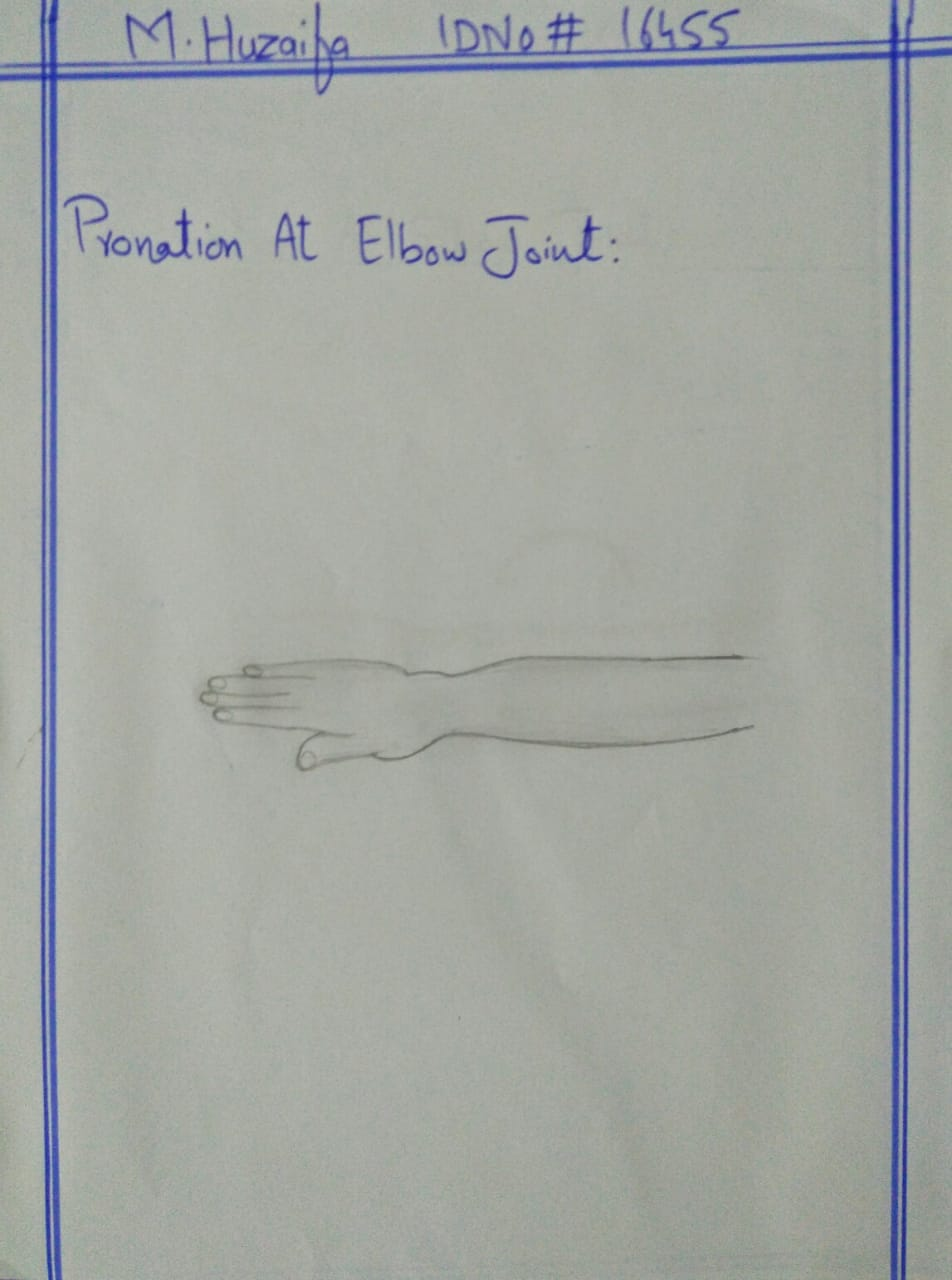 M. Huzaifa IDNo # 16455
Pronation At Elbow Joint: